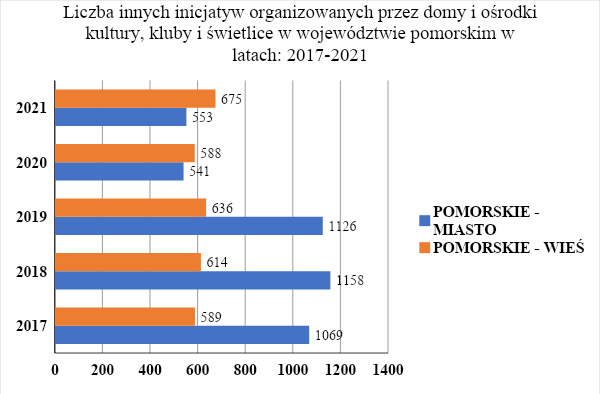 Liczba innych inicjatyw organizowanych przez domy i ośrodki
kultury, kluby i świetlice w województwie pomorskim w
latach: 2017-2021
2021
675
553
2020
588
541
2019
636
1126
2018
614
1158
2017
589
1069
0 200 400 600 800 1000 1200 1400
POMORSKIE -
MIASTO
POMORSKIE - WIEŚ